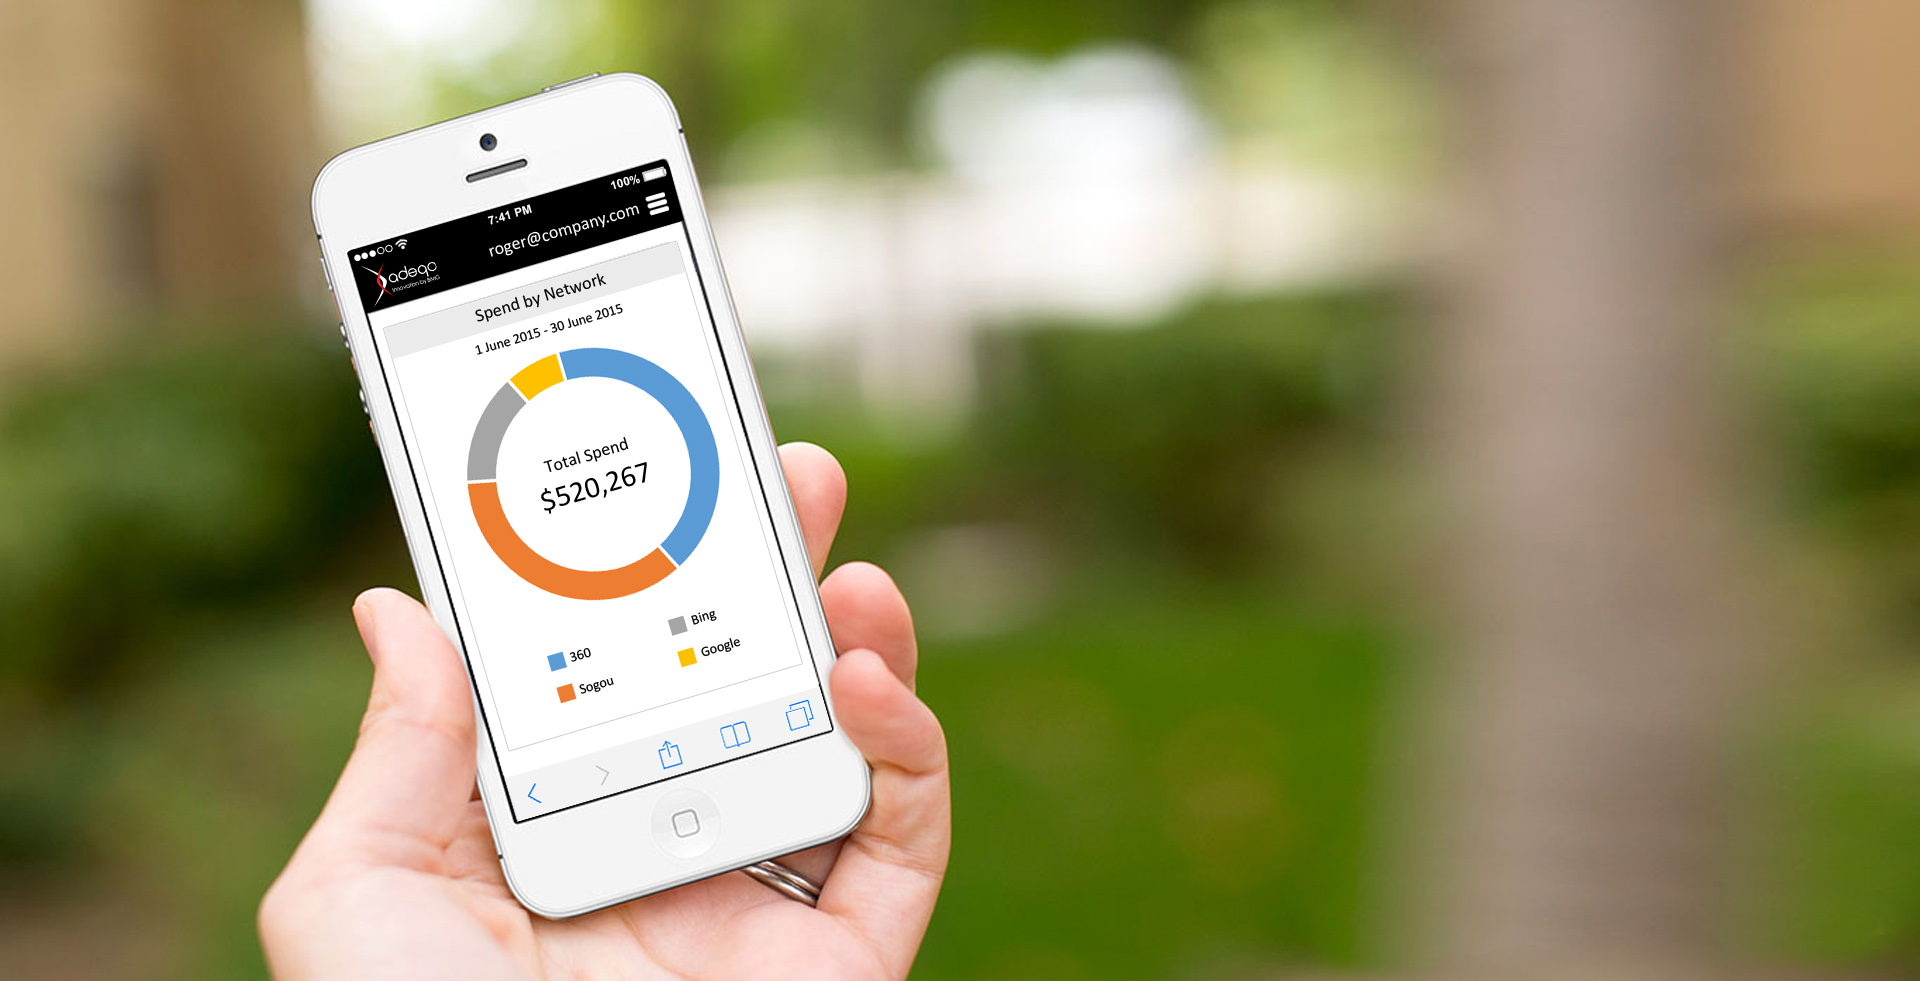 100%
7:41 PM
roger@company.com
adeqo
Innovation by BMG
Spend by Network
1 June 2015 - 30 June 2015
Total Spend
$520,267
360
Bing
Sogou
Google